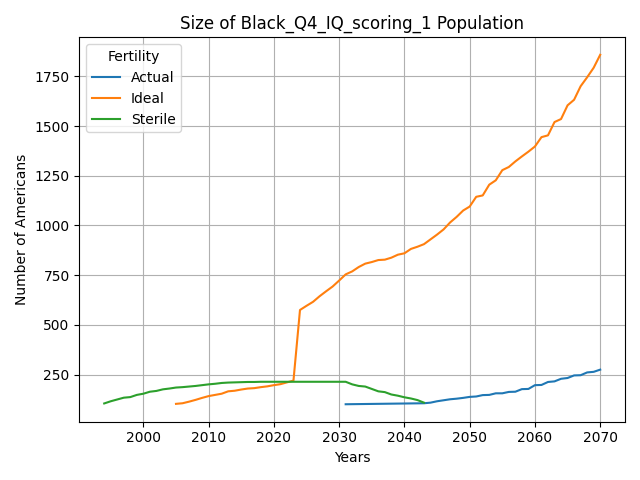 Size of Black_Q4_IQ_scoring_1 Population
Fertility
Actual
Ideal
Sterile
Number of Americans
1750
1500
1250
1000
750
500
250
2000
2010
2020
2030
2040
2050
2060
2070
Years